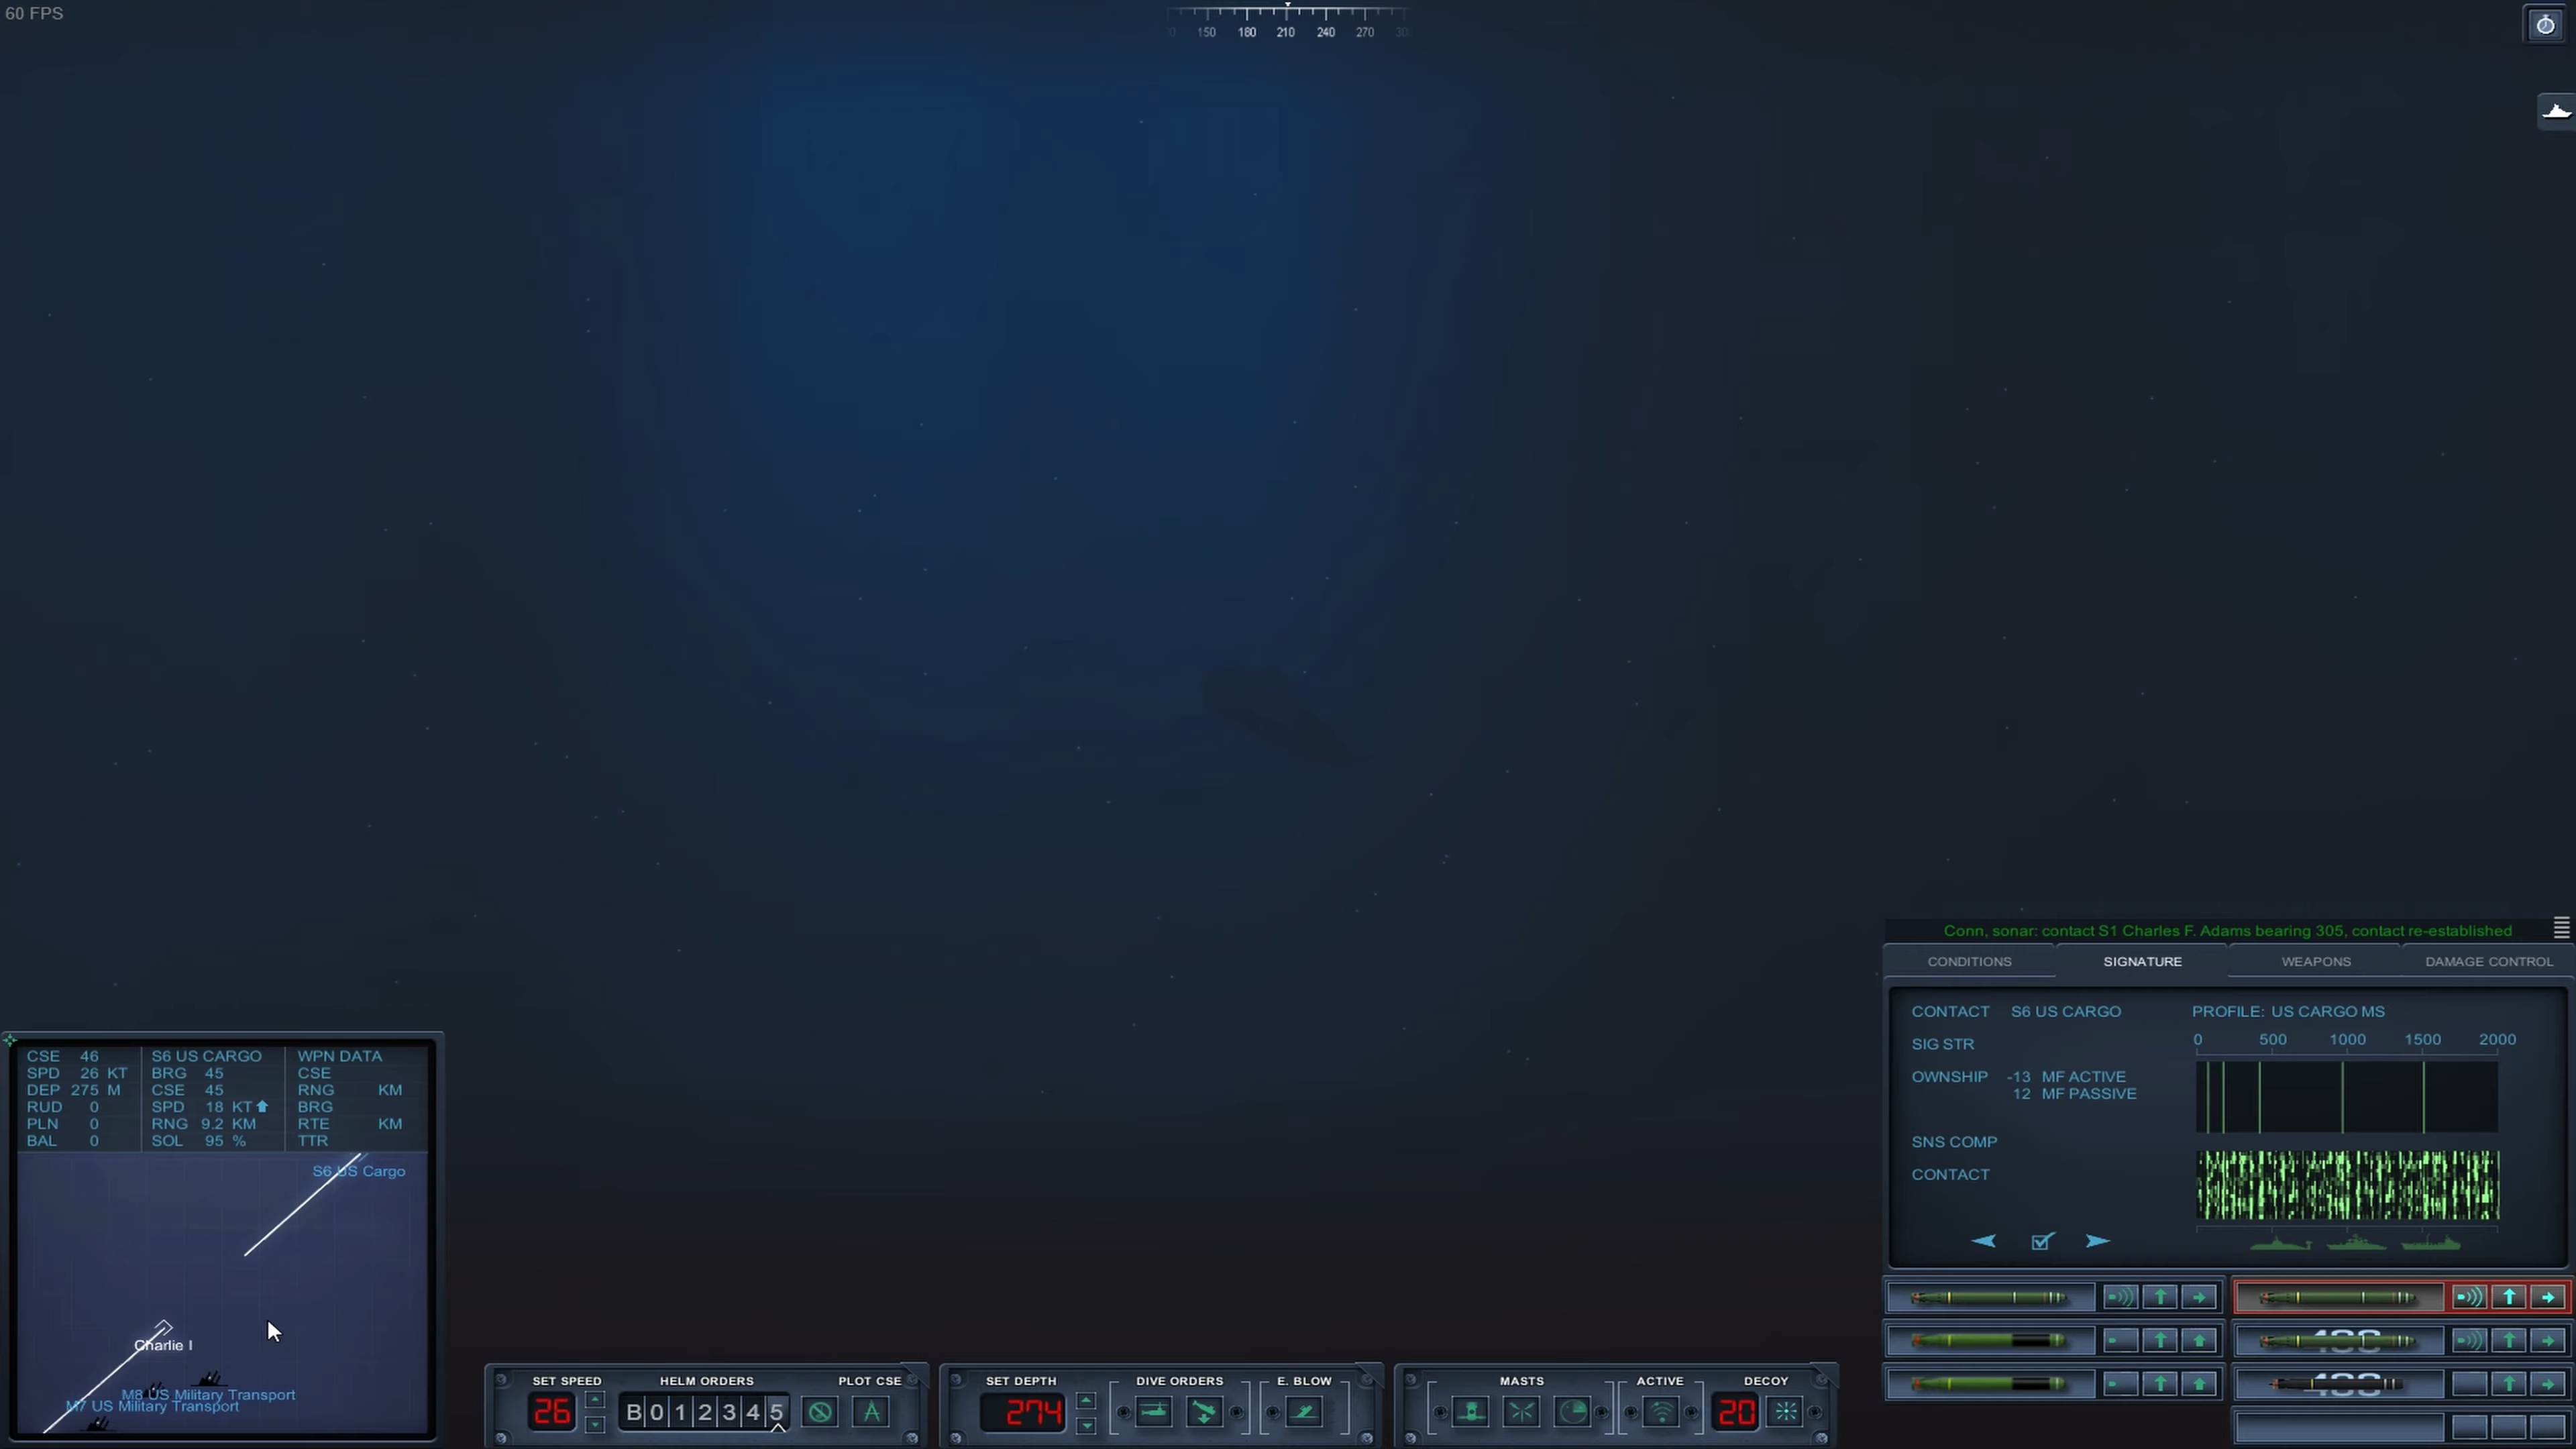 60 FPS
150 180 210 240 270 30
Conn, sonar: contact S1 Charles F. Adams bearing 305, contact re-established
CONDITIONS SIGNATURE WEAPONS DAMAGE CONTROL
CONTACT S6 US CARGO PROFILE: US CARGO MS
0 500 1000 1500 2000
SIG STR
OWNSHIP -13 MF ACTIVE
12 MF PASSIVE
SNS COMP
CONTACT
CSE 46 S6 US CARGO WPN DATA
SPD 26 KT BRG 45 CSE
DEP 275 M CSE 45 RNG KM
RUD 0 SPD 18 KT BRG
PLN 0 RNG 9.2 KM RTE KM
BAL 0 SOL 95 % TTR
S6 US Cargo
Charlie I
M8 US Military Transport
M7 US Military Transport
SET SPEED HELM ORDERS PLOT CSE SET DEPTH DIVE ORDERS E. BLOW MASTS ACTIVE DECOY
26 B 0 1 2 3 4 5 274 20